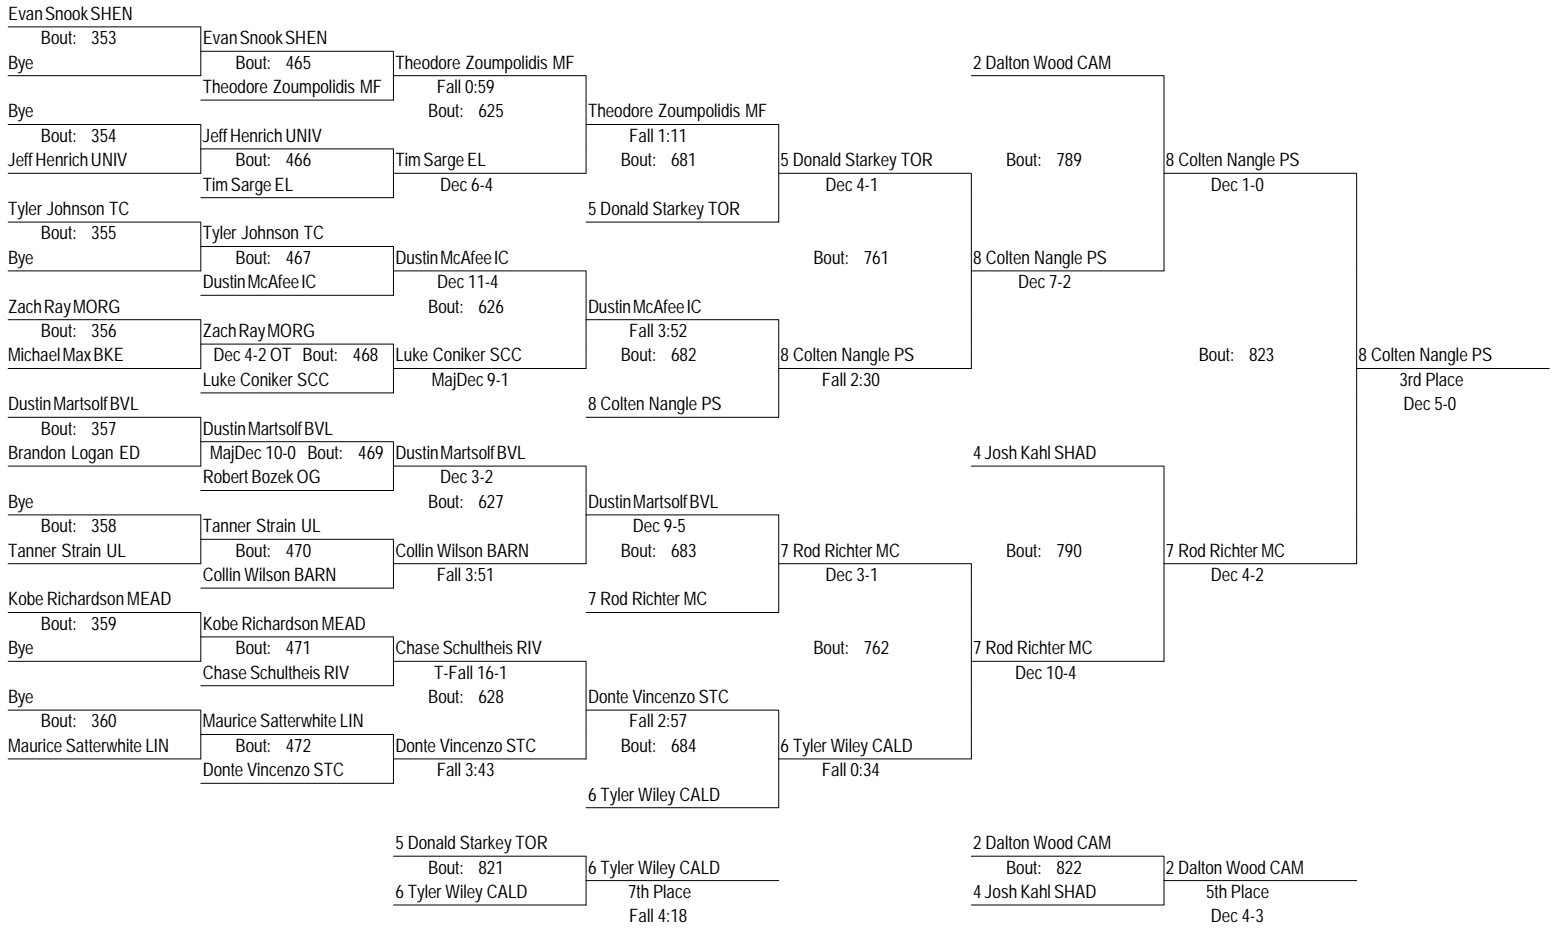 Evan Snook SHEN
Bout: 353
Evan Snook SHEN
Bye
Bout: 465
Theodore Zoumpolidis MF
2 Dalton Wood CAM
Theodore Zoumpolidis MF
Fall 0:59
Bye
Bout: 625
Theodore Zoumpolidis MF
Bout: 354
Jeff Henrich UNIV
Fall 1:11
Jeff Henrich UNIV
Bout: 466
Tim Sarge EL
Bout: 681
5 Donald Starkey TOR
Bout: 789
8 Colten Nangle PS
Tim Sarge EL
Dec 6-4
Dec 4-1
Dec 1-0
Tyler Johnson TC
5 Donald Starkey TOR
Bout: 355
Tyler Johnson TC
Bye
Bout: 467
Dustin McAfee IC
Bout: 761
8 Colten Nangle PS
Dustin McAfee IC
Dec 11-4
Dec 7-2
Zach Ray MORG
Bout: 626
Dustin McAfee IC
Bout: 356
Zach Ray MORG
Fall 3:52
Michael Max BKE
Dec 4-2 OT Bout: 468
Luke Coniker SCC
Bout: 682
8 Colten Nangle PS
Bout: 823
8 Colten Nangle PS
Luke Coniker SCC
MajDec 9-1
Fall 2:30
3rd Place
Dustin Martsolf BVL
8 Colten Nangle PS
Dec 5-0
Bout: 357
Dustin Martsolf BVL
Brandon Logan ED
MajDec 10-0 Bout: 469
Dustin Martsolf BVL
4 Josh Kahl SHAD
Robert Bozek OG
Dec 3-2
Bye
Bout: 627
Dustin Martsolf BVL
Bout: 358
Tanner Strain UL
Dec 9-5
Tanner Strain UL
Bout: 470
Collin Wilson BARN
Bout: 683
7 Rod Richter MC
Bout: 790
7 Rod Richter MC
Collin Wilson BARN
Fall 3:51
Dec 3-1
Dec 4-2
Kobe Richardson MEAD
7 Rod Richter MC
Bout: 359
Kobe Richardson MEAD
Bye
Bout: 471
Chase Schultheis RIV
Bout: 762
7 Rod Richter MC
Chase Schultheis RIV
T-Fall 16-1
Dec 10-4
Bye
Bout: 628
Donte Vincenzo STC
Bout: 360
Maurice Satterwhite LIN
Fall 2:57
Maurice Satterwhite LIN
Bout: 472
Donte Vincenzo STC
Bout: 684
6 Tyler Wiley CALD
Donte Vincenzo STC
Fall 3:43
Fall 0:34
6 Tyler Wiley CALD
5 Donald Starkey TOR
2 Dalton Wood CAM
Bout: 821
6 Tyler Wiley CALD
Bout: 822
2 Dalton Wood CAM
6 Tyler Wiley CALD
7th Place
4 Josh Kahl SHAD
5th Place
Fall 4:18
Dec 4-3